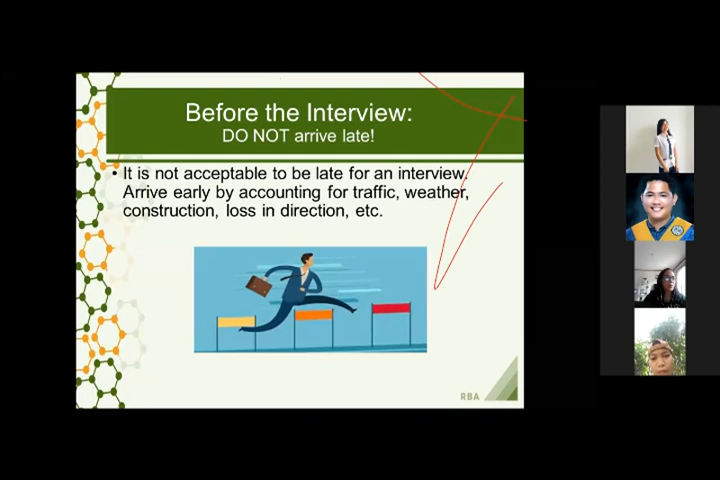 Before the Interview:
DO NOT arrive late!
• It is not acceptable to be late for an interview.
Arrive early by accounting for traffic, weather,
construction, loss in direction, etc.
RBA